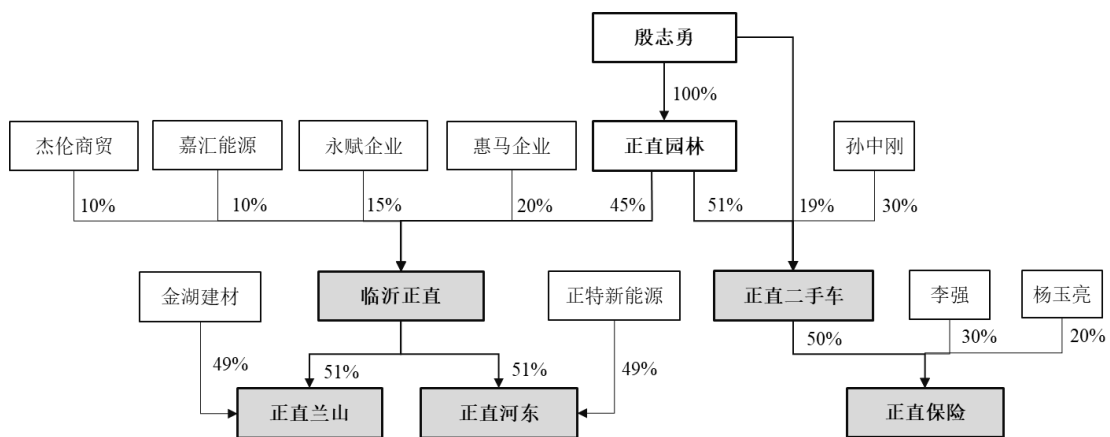 殷志勇
100%
杰伦商贸
嘉汇能源
永赋企业
惠马企业
正直园林
孙中刚
10%
10%
15%
20%
45%
51%
19%
30%
金湖建材
临沂正直
正特新能源
正直二手车
李强
杨玉亮
49%
51%
51%
49%
50%
30%
20%
正直兰山
正直河东
正直保险